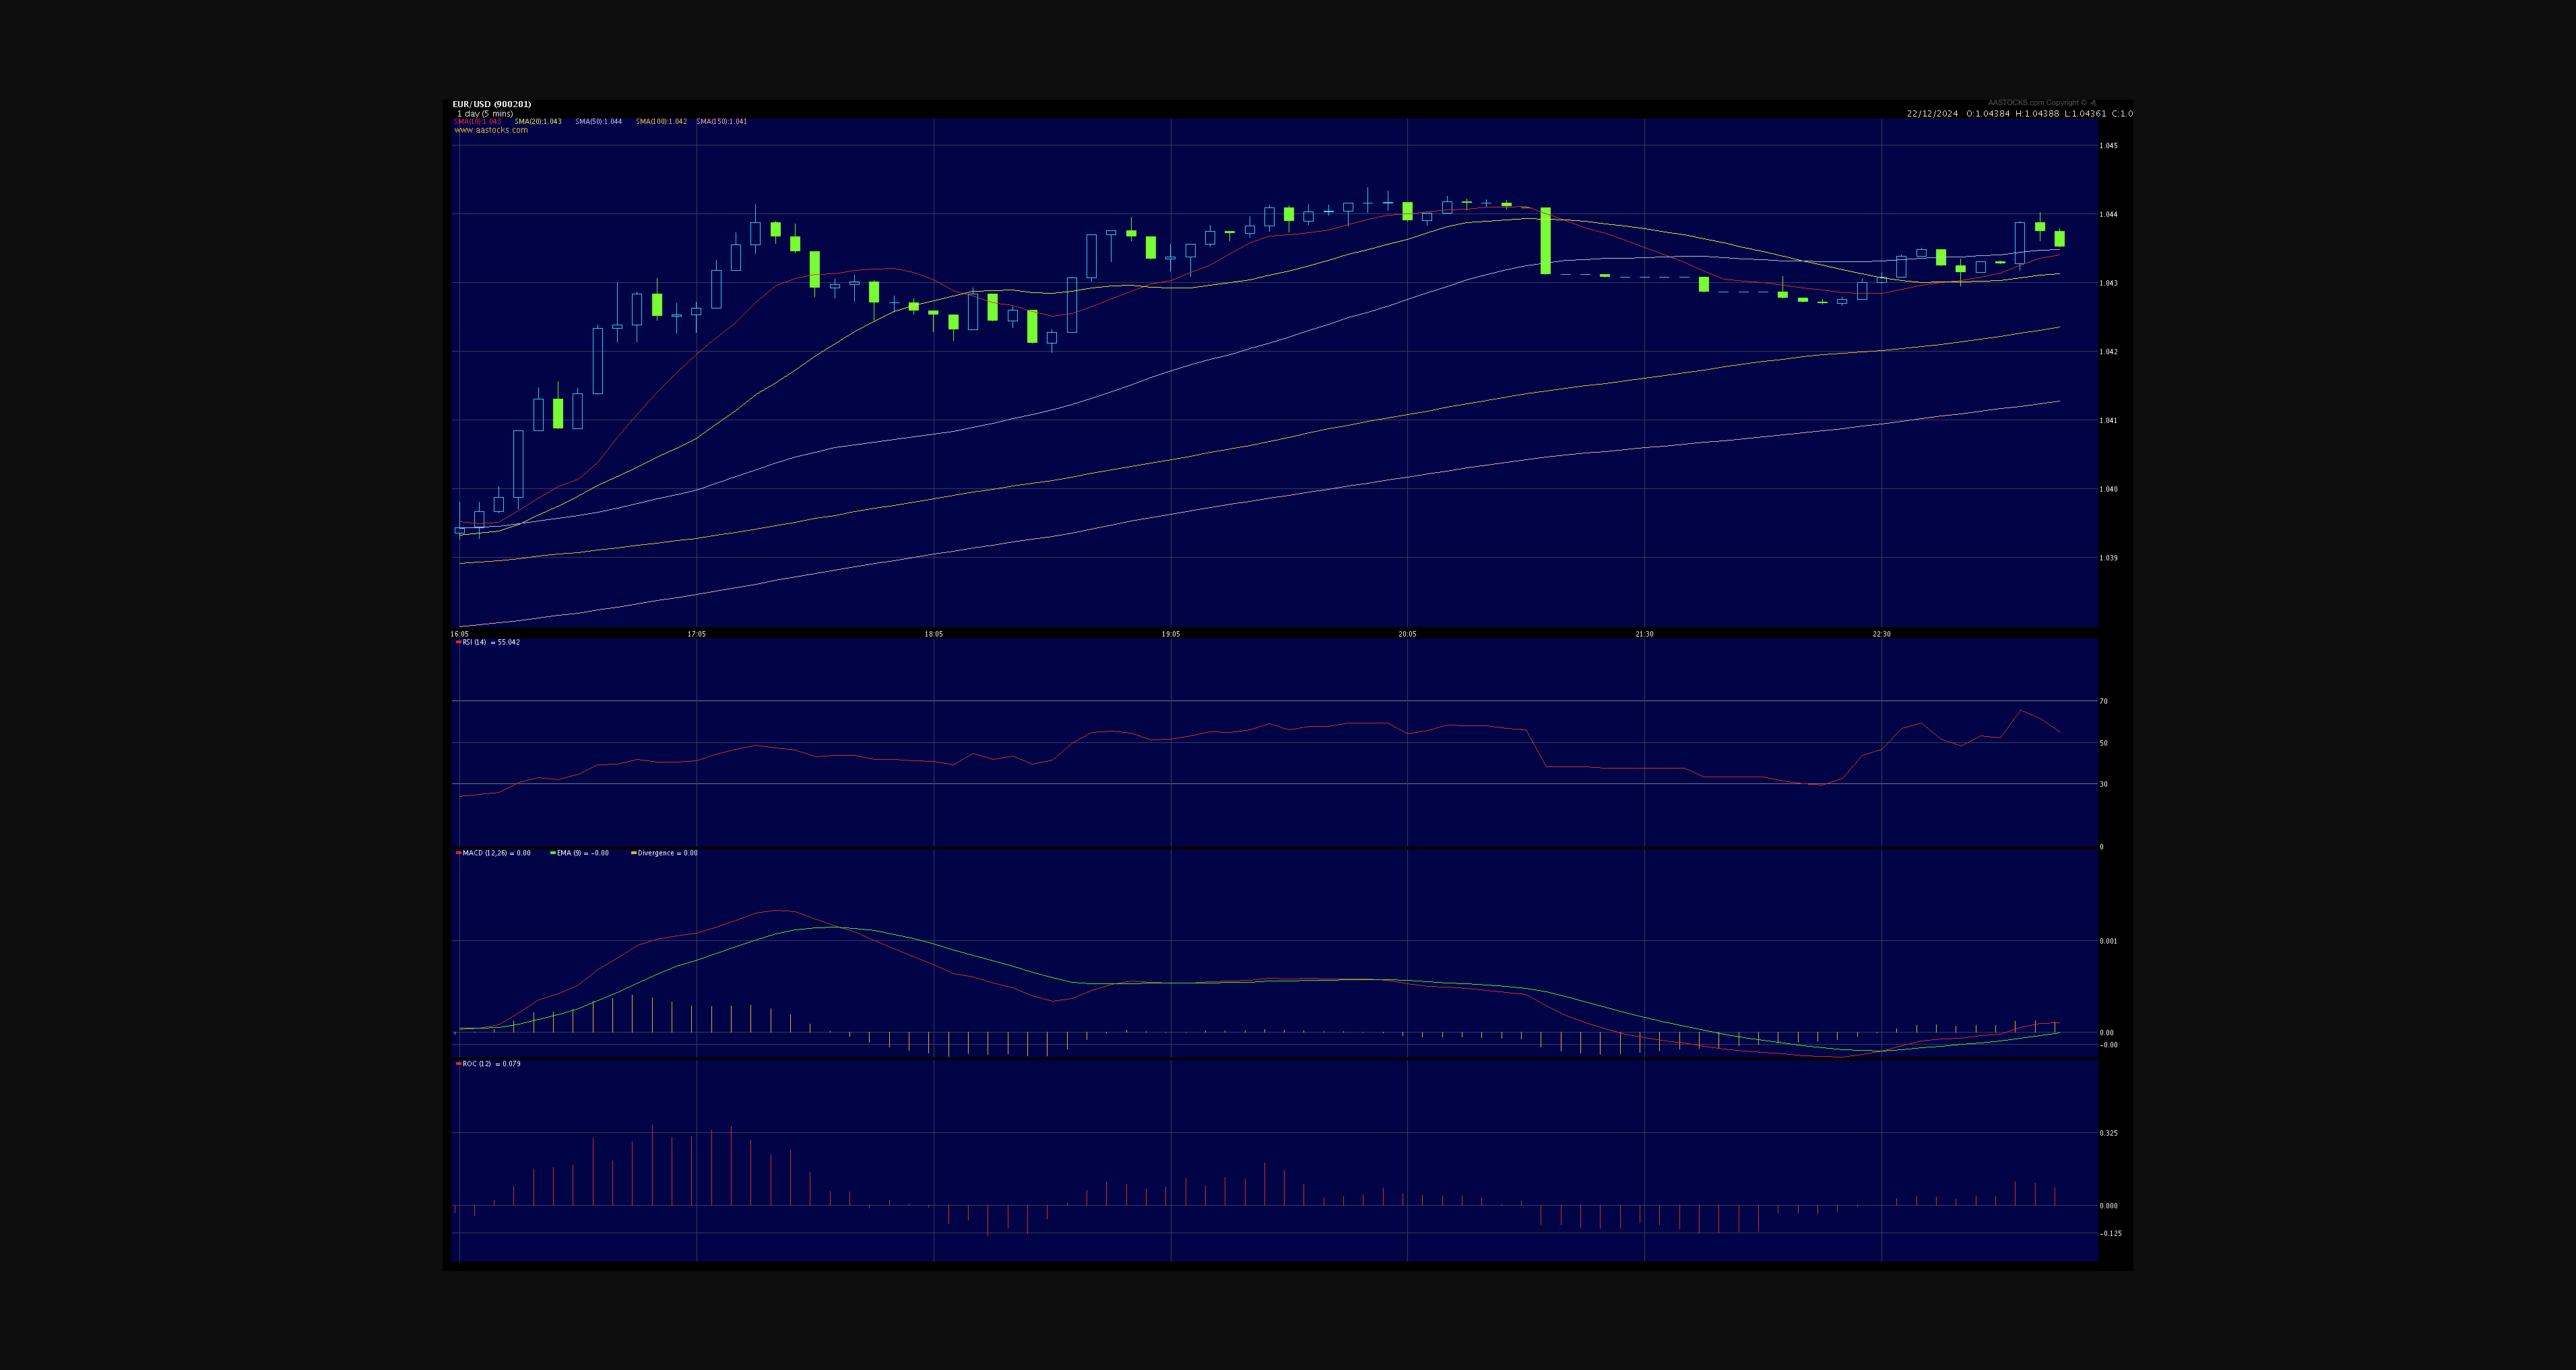 EUR/USD (900201)
AASTOCKS.com Copyright ©
1 day (5 mins)
22/12/2024 O:1.04384 H:1.04388 L:1.04361 C:1.0
SMA(10):1.043 SMA(20):1.043 SMA(50):1.044 SMA(100):1.042 SMA(150):1.041
www.aastocks.com
1.045
1.044
1.043
1.042
1.041
1.040
1.039
16:05 17:05 18:05 19:05 20:05 21:30 22:30
RSI (14) = 55.042
70
50
30
0
MACD (12,26) = 0.00 EMA (9) = -0.00 Divergence = 0.00
0.001
0.00
-0.00
ROC (12) = 0.079
0.325
0.000
-0.125